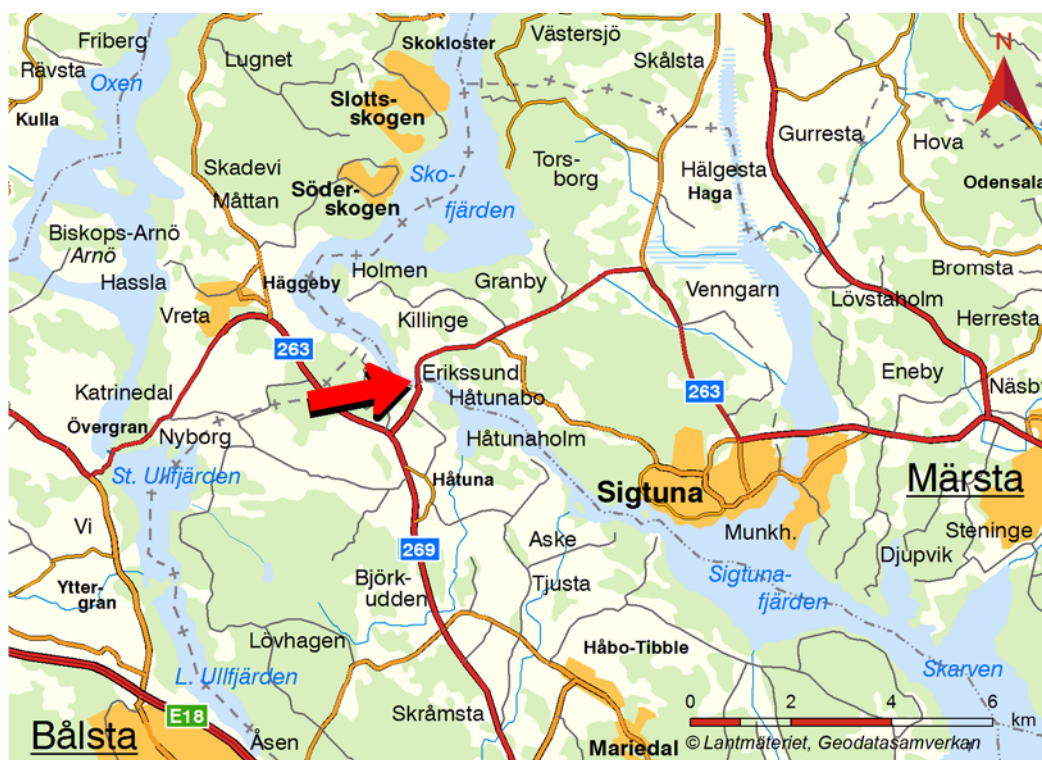 Friberg
Rävsta
Oxen
Kulla
Lugnet
Skokloster
Slotts-
skogen
Västersjö
Skålsta
N
Gurresta
Hova
Odensala
Skadevi
Måttan
Söder-
skogen
Sko-
fjärden
Tors-
borg
Hälgesta
Haga
Biskops-Arnö
Arnö
Hassla
Häggeby
Holmen
Granby
Venngarn
Bromsta
Lövstaholm
Herresta
Vreta
Killinge
263
Erikssund
Håtunabo
263
Eneby
Näsby
Katrinedal
Övergran
Nyborg
St. Ullfjärden
Håtunaholm
Håtuna
Sigtuna
Märsta
Vi
269
Aske
Munkh.
Steninge
Djupvik
Ytter-
gran
Björk-
udden
Tjusta
Sigtuna-
fjärden
Lövhagen
Håbo-Tibble
Skarven
L. Ullfjärden
E18
Skråmsta
0 2 4 6
km
Bålsta
Åsen
Mariedal
© Lantmäteriet, Geodatasamverkan